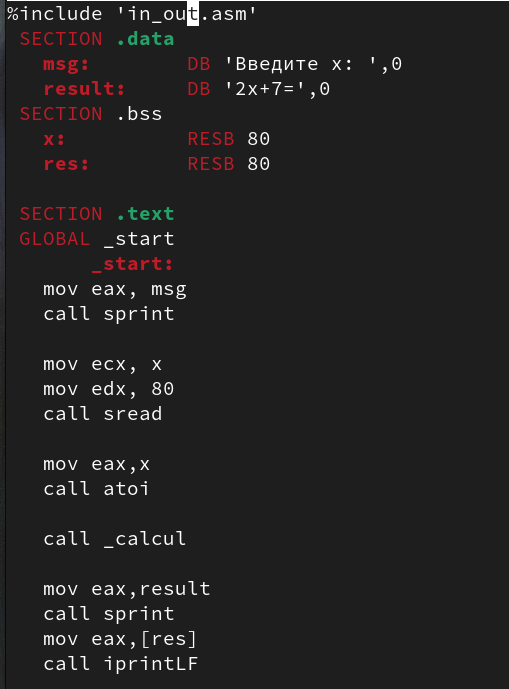 %include 'in_out.asm'
SECTION .data
msg: DB 'Введите x: ',0
result: DB '2x+7=',0
SECTION .bss
x: RESB 80
res: RESB 80
SECTION .text
GLOBAL _start
_start:
mov eax, msg
call sprint
mov ecx, x
mov edx, 80
call sread
mov eax,x
call atoi
call _calcul
mov eax,result
call sprint
mov eax,[res]
call iprintLF